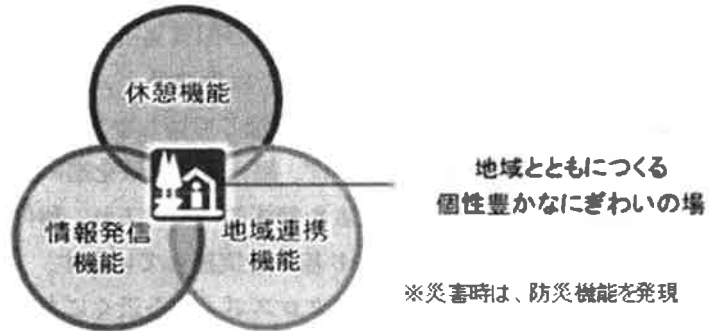 休憩機能
情報発信
機能
地域連携
機能
地域とともにつくる
個性豊かなにぎわいの場
※災害時は、防災機能を発現